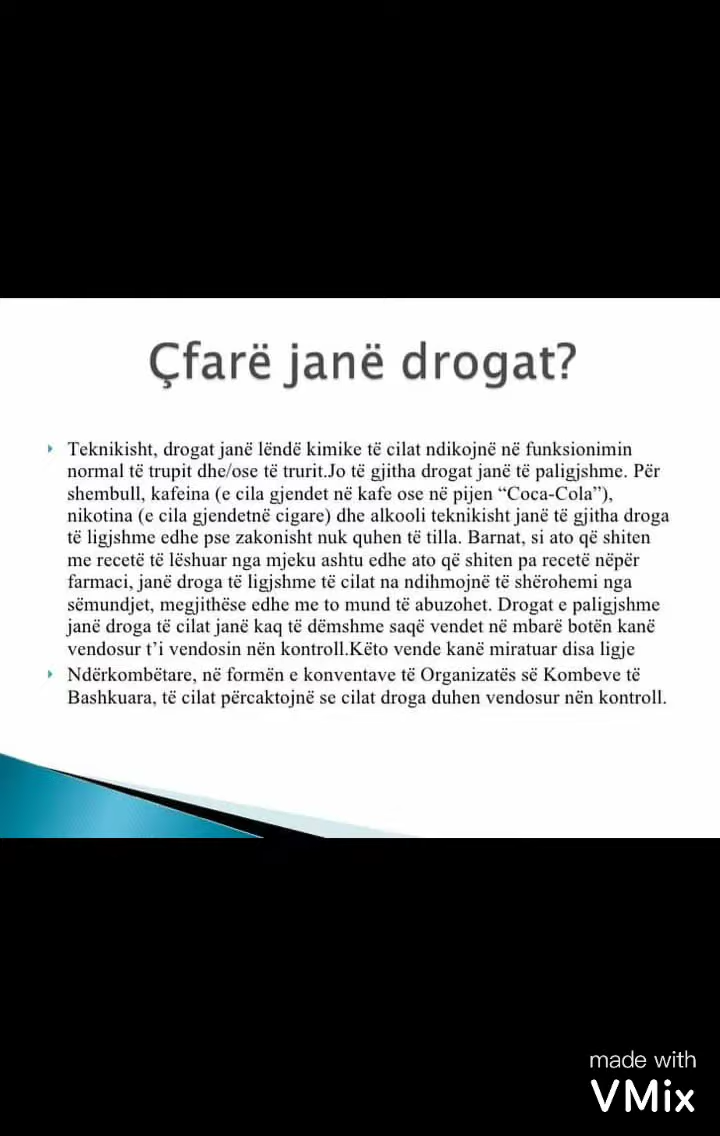 Çfarë janë drogat?
Teknikisht, drogat janë lëndë kimike të cilat ndikojnë në funksionimin
normal të trupit dhe/ose të trurit.Jo të gjitha drogat janë të paligjshme. Për
shembull, kafeina (e cila gjendet në kafe ose në pijen “Coca-Cola”),
nikotina (e cila gjendetnë cigare) dhe alkooli teknikisht janë të gjitha droga
të ligjshme edhe pse zakonisht nuk quhen të tilla. Barnat, si ato që shiten
me recetë të lëshuar nga mjeku ashtu edhe ato që shiten pa recetë nëpër
farmaci, janë droga të ligjshme të cilat na ndihmojnë të shërohemi nga
sëmundjet, megjithëse edhe me to mund të abuzohet. Drogat e paligjshme
janë droga të cilat janë kaq të dëmshme saqë vendet në mbarë botën kanë
vendosur t’i vendosin nën kontroll.Këto vende kanë miratuar disa ligje
Ndërkombëtare, në formën e konventave të Organizatës së Kombeve të
Bashkuara, të cilat përcaktojnë se cilat droga duhen vendosur nën kontroll.
made with
VMix